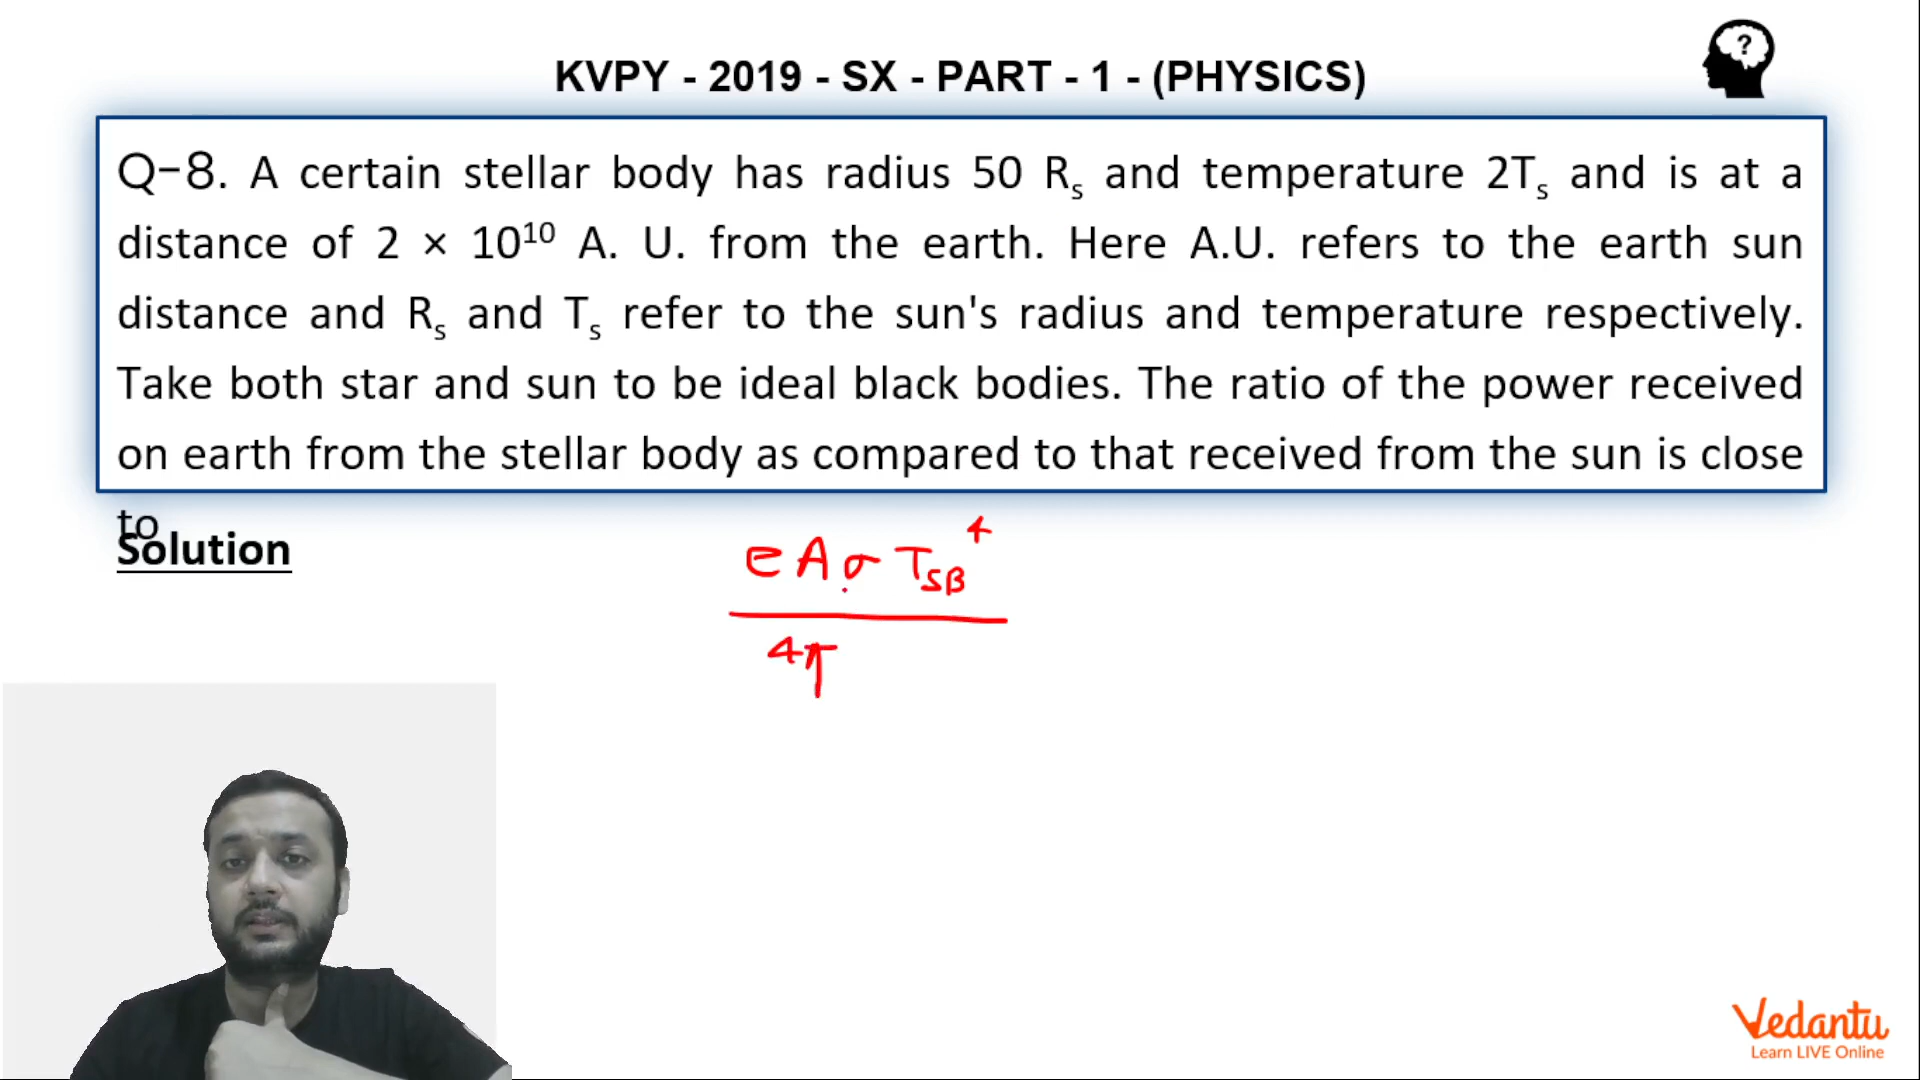 KVPY - 2019 - SX - PART - 1 - (PHYSICS)
?
Q-8. A certain stellar body has radius 50 Rₛ and temperature 2Tₛ and is at a
distance of 2 × 10¹⁰ A. U. from the earth. Here A.U. refers to the earth sun
distance and Rₛ and Tₛ refer to the sun's radius and temperature respectively.
Take both star and sun to be ideal black bodies. The ratio of the power received
on earth from the stellar body as compared to that received from the sun is close
to
Solution
e A σ T_SB⁴
4π
Vedantu
Learn LIVE Online